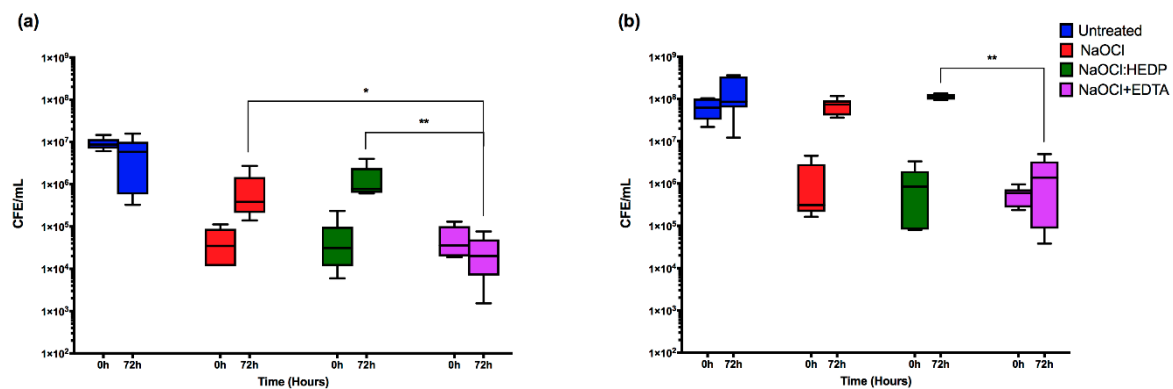 (a)
CFE/mL
1×10⁹
1×10⁸
1×10⁷
1×10⁶
1×10⁵
1×10⁴
1×10³
1×10²
*
**
0h 72h 0h 72h 0h 72h 0h 72h
Time (Hours)
(b)
CFE/mL
1×10⁹
1×10⁸
1×10⁷
1×10⁶
1×10⁵
1×10⁴
1×10³
1×10²
**
0h 72h 0h 72h 0h 72h 0h 72h
Time (Hours)
Untreated
NaOCl
NaOCl:HEDP
NaOCl+EDTA